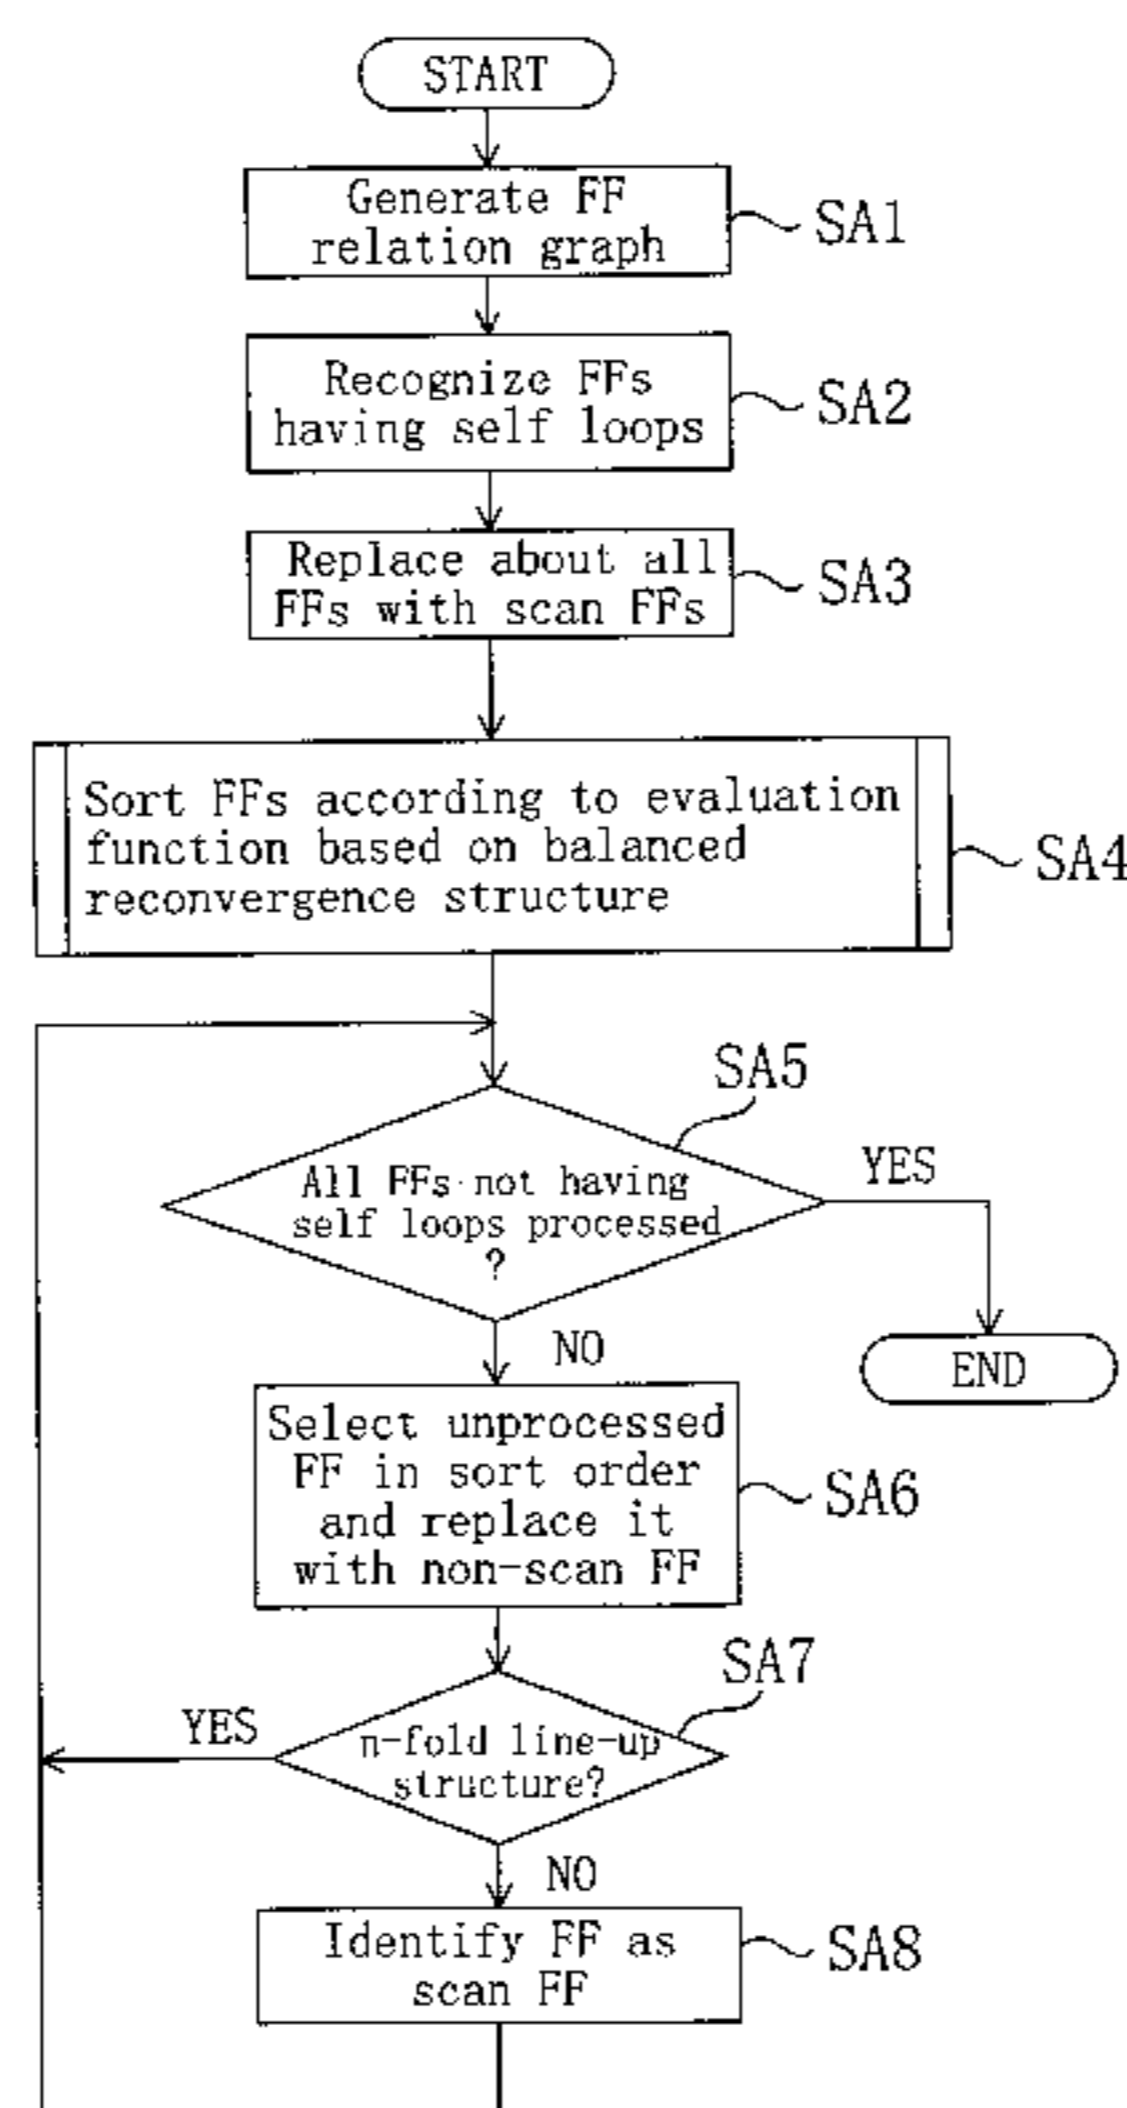 START
Generate FF
relation graph
SA1
Recognize FFs
having self loops
SA2
Replace about all
FFs with scan FFs
SA3
Sort FFs according to evaluation
function based on balanced
reconvergence structure
SA4
SA5
All FFs not having
self loops processed
?
YES
END
NO
Select unprocessed
FF in sort order
and replace it
with non-scan FF
SA6
SA7
YES
n-fold line-up
structure?
NO
Identify FF as
scan FF
SA8